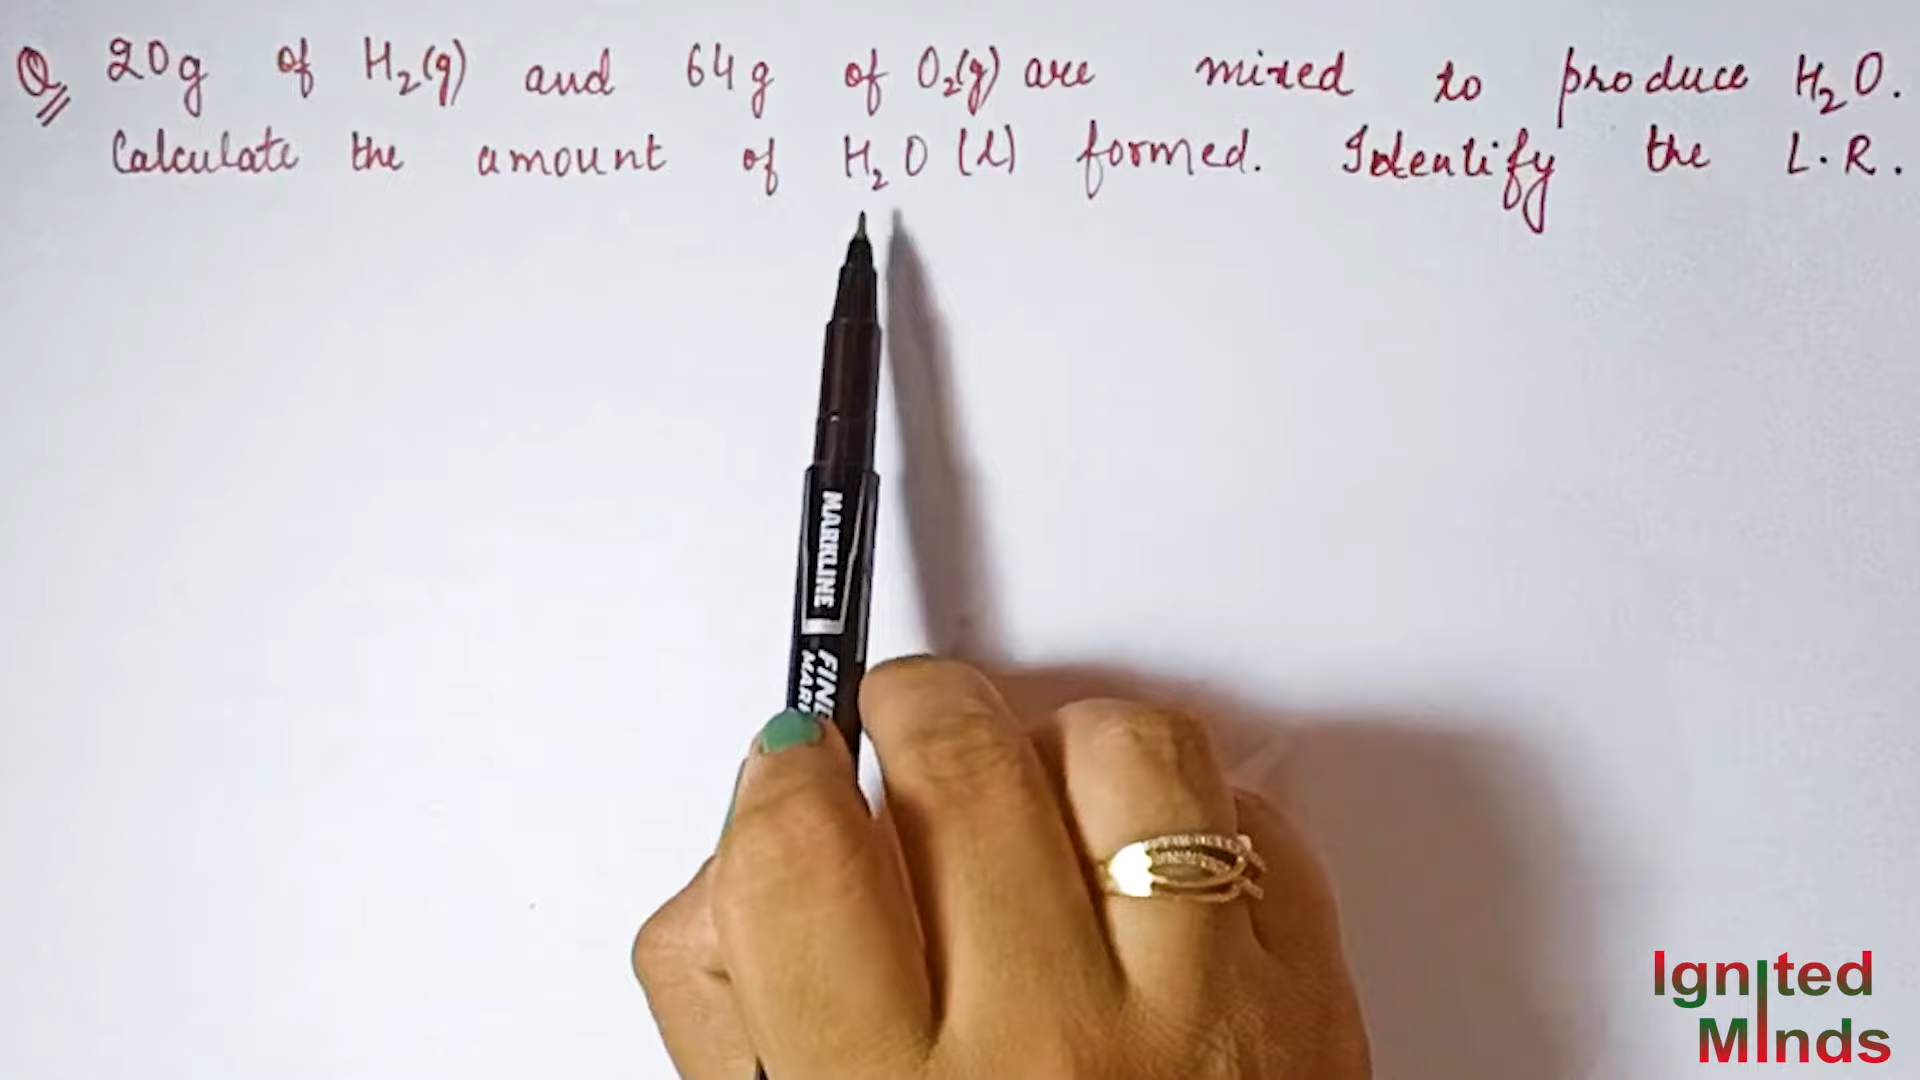 Q 20g of H₂(g) and 64g of O₂(g) are mixed to produce H₂O.
Calculate the amount of H₂O (l) formed. Identify the L.R.
MARKLINE
Ignited
Minds